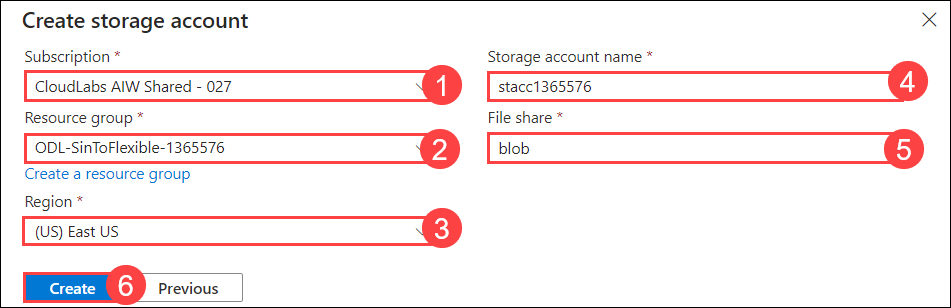 Create storage account
Subscription *
CloudLabs AIW Shared - 027
1
Resource group *
ODL-SinToFlexible-1365576
2
Create a resource group
Region *
(US) East US
3
Storage account name *
stacc1365576
4
File share *
blob
5
Create
6
Previous